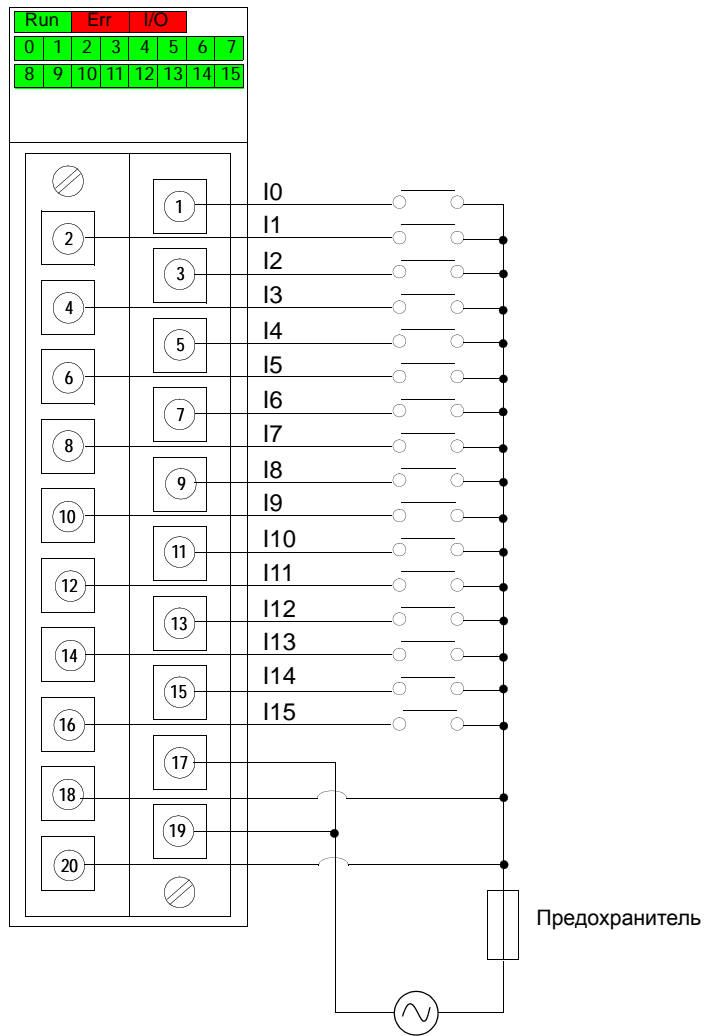 Run Err I/O
0 1 2 3 4 5 6 7
8 9 10 11 12 13 14 15
1 I0
2 I1
3 I2
4 I3
5 I4
6 I5
7 I6
8 I7
9 I8
10 I9
11 I10
12 I11
13 I12
14 I13
15 I14
16 I15
17
18
19
20
Предохранитель